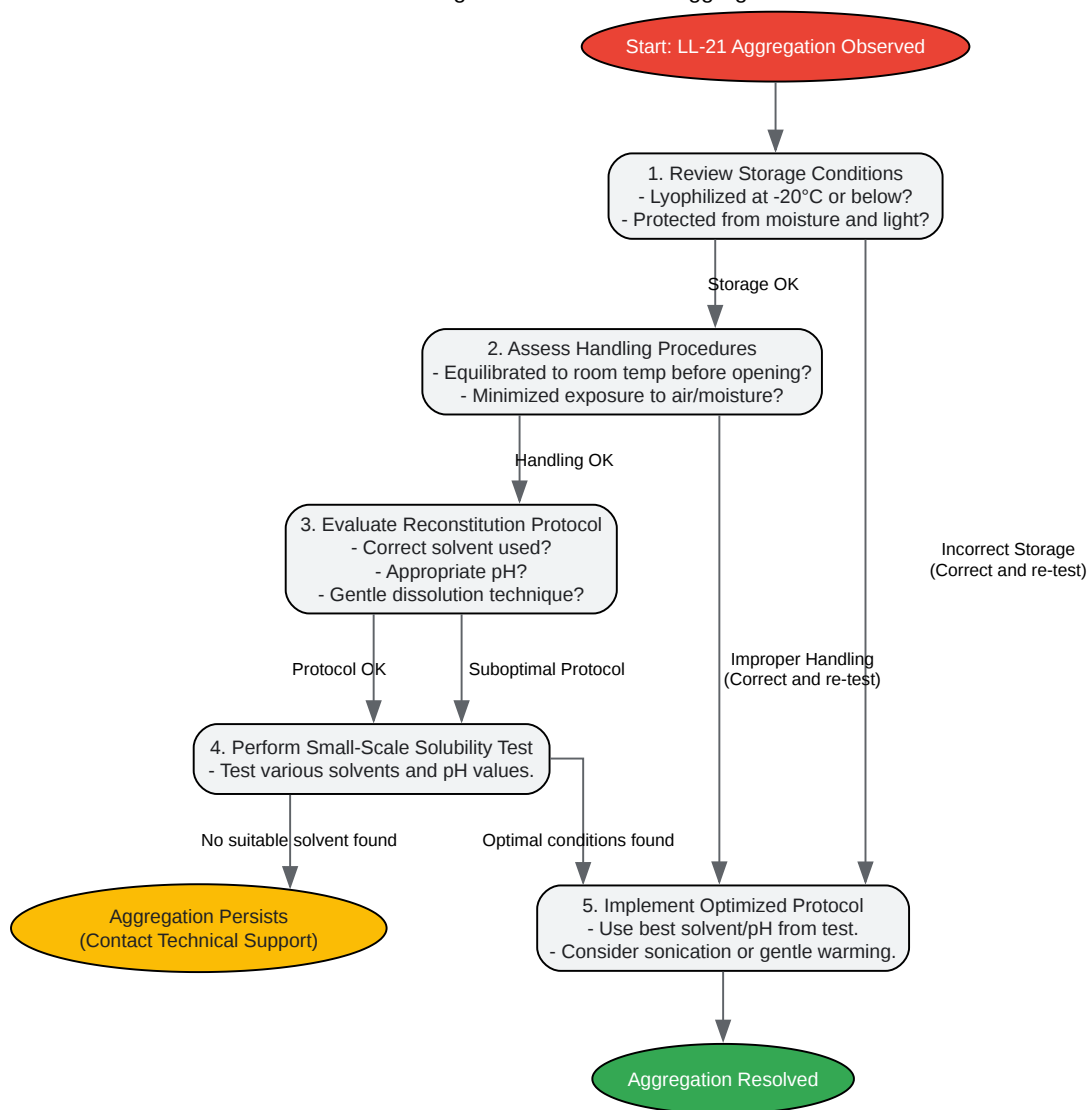 Start: LL-21 Aggregation Observed
1. Review Storage Conditions
- Lyophilized at -20°C or below?
- Protected from moisture and light?
Storage OK
2. Assess Handling Procedures
- Equilibrated to room temp before opening?
- Minimized exposure to air/moisture?
Handling OK
3. Evaluate Reconstitution Protocol
- Correct solvent used?
- Appropriate pH?
- Gentle dissolution technique?
Incorrect Storage
(Correct and re-test)
Protocol OK
Suboptimal Protocol
Improper Handling
(Correct and re-test)
4. Perform Small-Scale Solubility Test
- Test various solvents and pH values.
No suitable solvent found
Optimal conditions found
Aggregation Persists
(Contact Technical Support)
5. Implement Optimized Protocol
- Use best solvent/pH from test.
- Consider sonication or gentle warming.
Aggregation Resolved